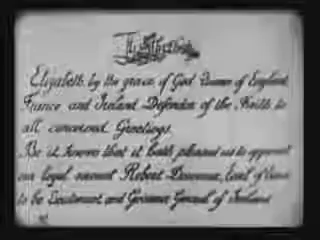 Elizabeth by the grace of God Queen of England
France and Ireland Defender of the Faith to
all concerned Greetings.
Be it known that it hath pleased us to appoint
our loyal servant Robert Devereux, Earl of Essex
to be Lieutenant and Governor General of Ireland